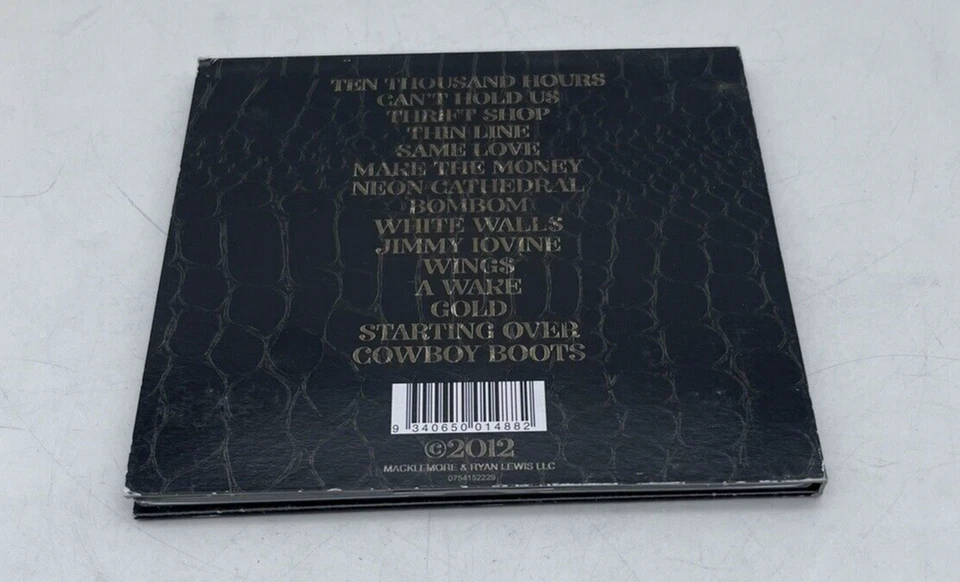 TEN THOUSAND HOURS
CAN'T HOLD US
THRIFT SHOP
THIN LINE
SAME LOVE
MAKE THE MONEY
NEON CATHEDRAL
BOMBOM
WHITE WALLS
JIMMY IOVINE
WINGS
A WAKE
GOLD
STARTING OVER
COWBOY BOOTS
9 340650 014882
©2012
MACKLEMORE & RYAN LEWIS LLC
0754152229